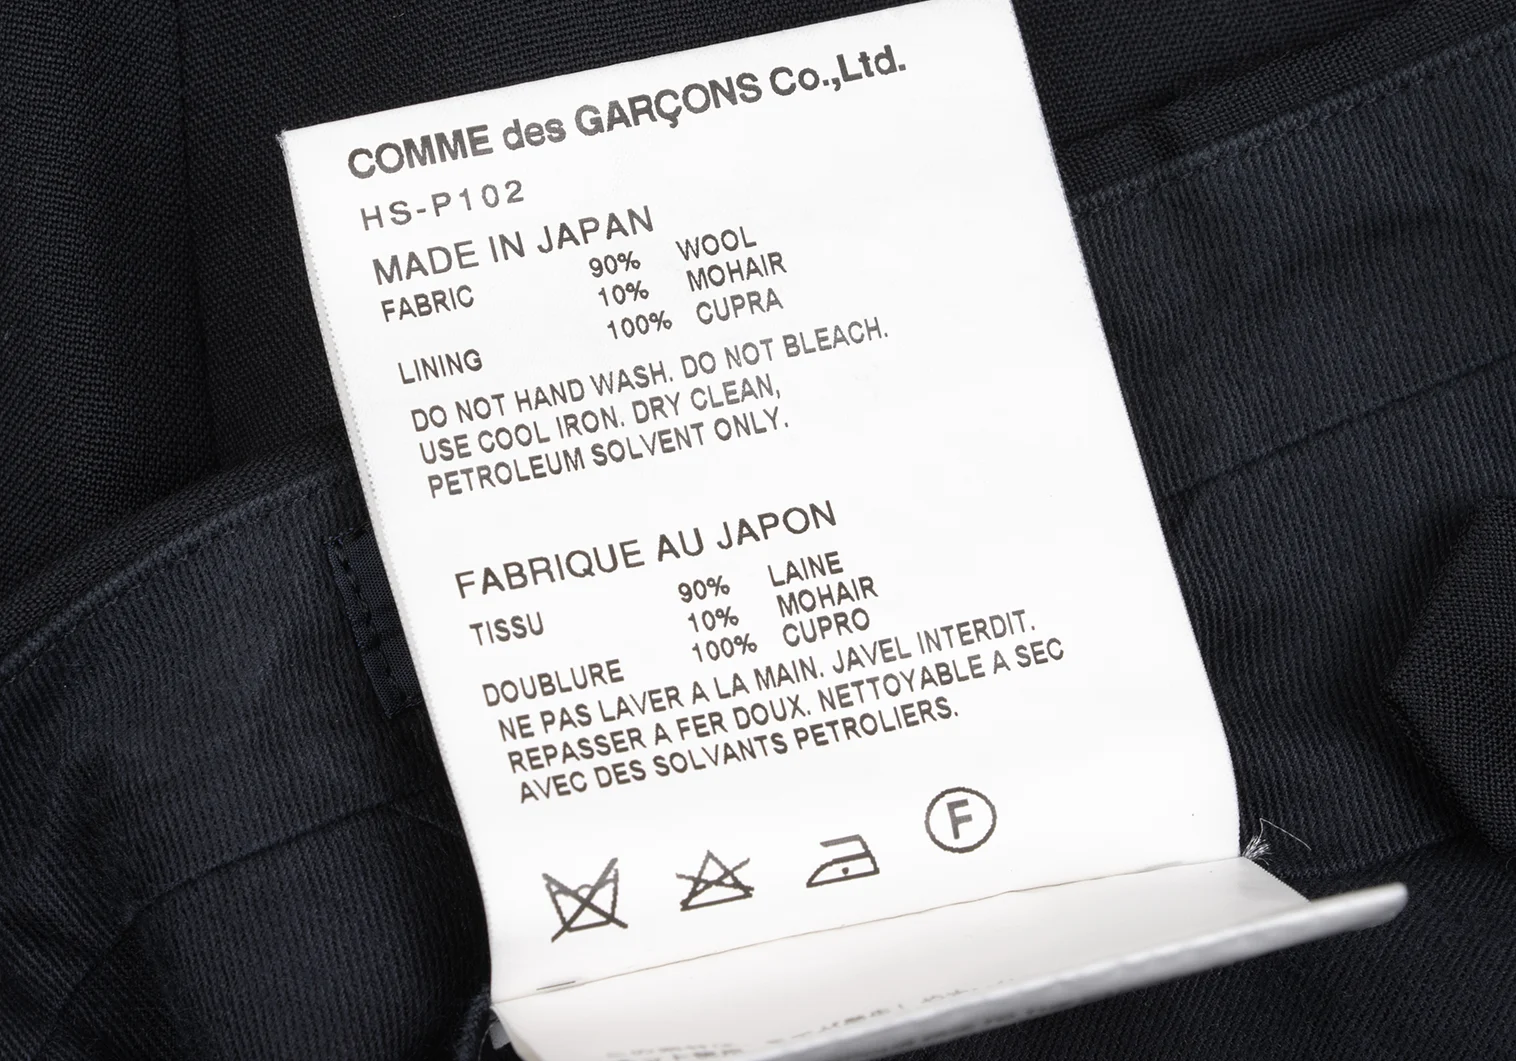 COMME des GARÇONS Co.,Ltd.
HS-P102
MADE IN JAPAN
FABRIC 90% WOOL
10% MOHAIR
LINING 100% CUPRA
DO NOT HAND WASH. DO NOT BLEACH.
USE COOL IRON. DRY CLEAN,
PETROLEUM SOLVENT ONLY.
FABRIQUE AU JAPON
TISSU 90% LAINE
10% MOHAIR
DOUBLURE 100% CUPRO
NE PAS LAVER A LA MAIN. JAVEL INTERDIT.
REPASSER A FER DOUX. NETTOYABLE A SEC
AVEC DES SOLVANTS PETROLIERS.
F